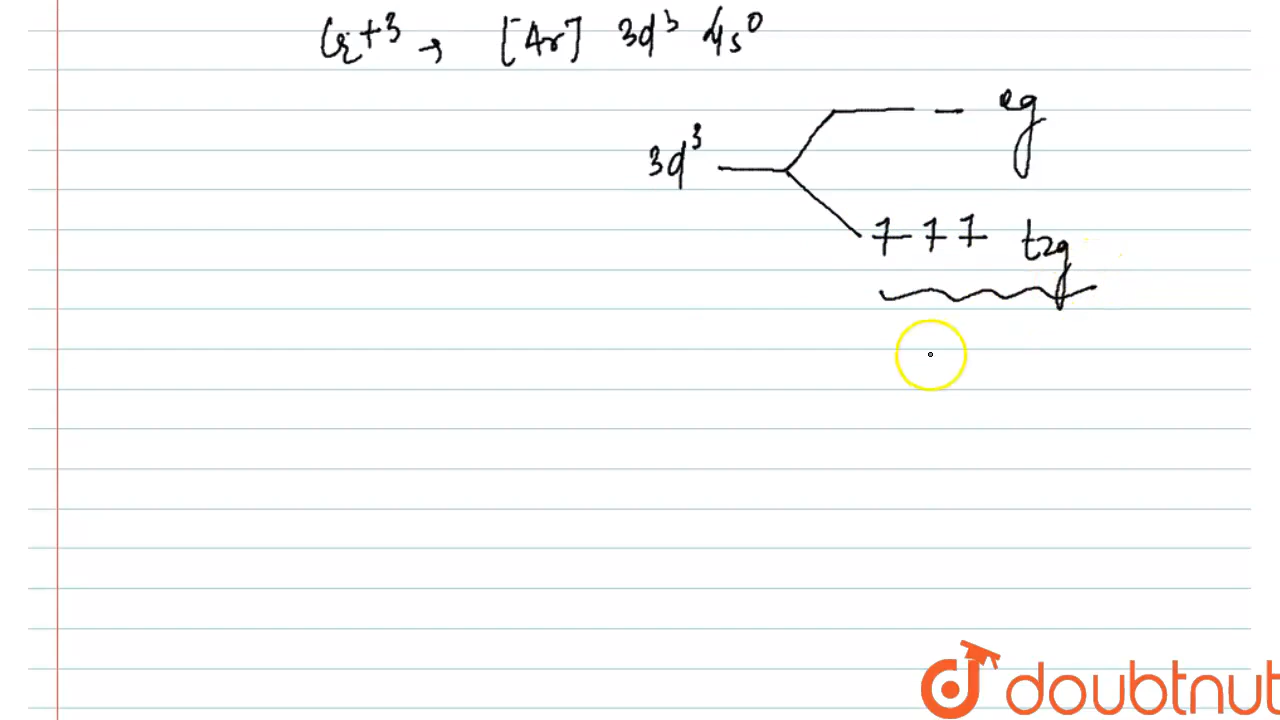 Cr+3 → [Ar] 3d³ 4s⁰
eg
3d³
t2g
doubtnut